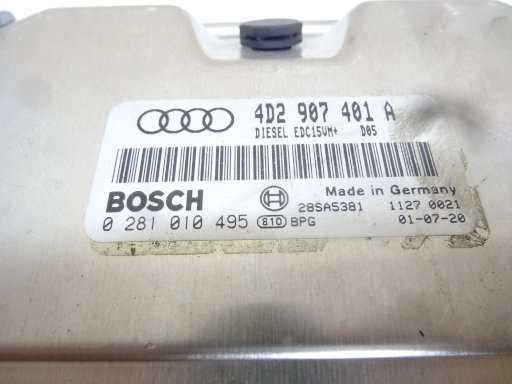 4D2 907 401 A
DIESEL EDC15VM+ D05
BOSCH
Made in Germany
28SA5381 1127 0021
0 281 010 495 810 BPG 01-07-20